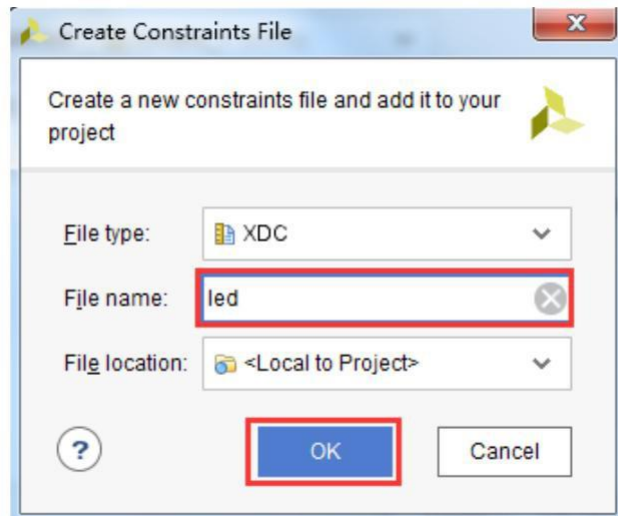 Create Constraints File
Create a new constraints file and add it to your
project
File type: XDC
File name: led
File location: <Local to Project>
? OK Cancel